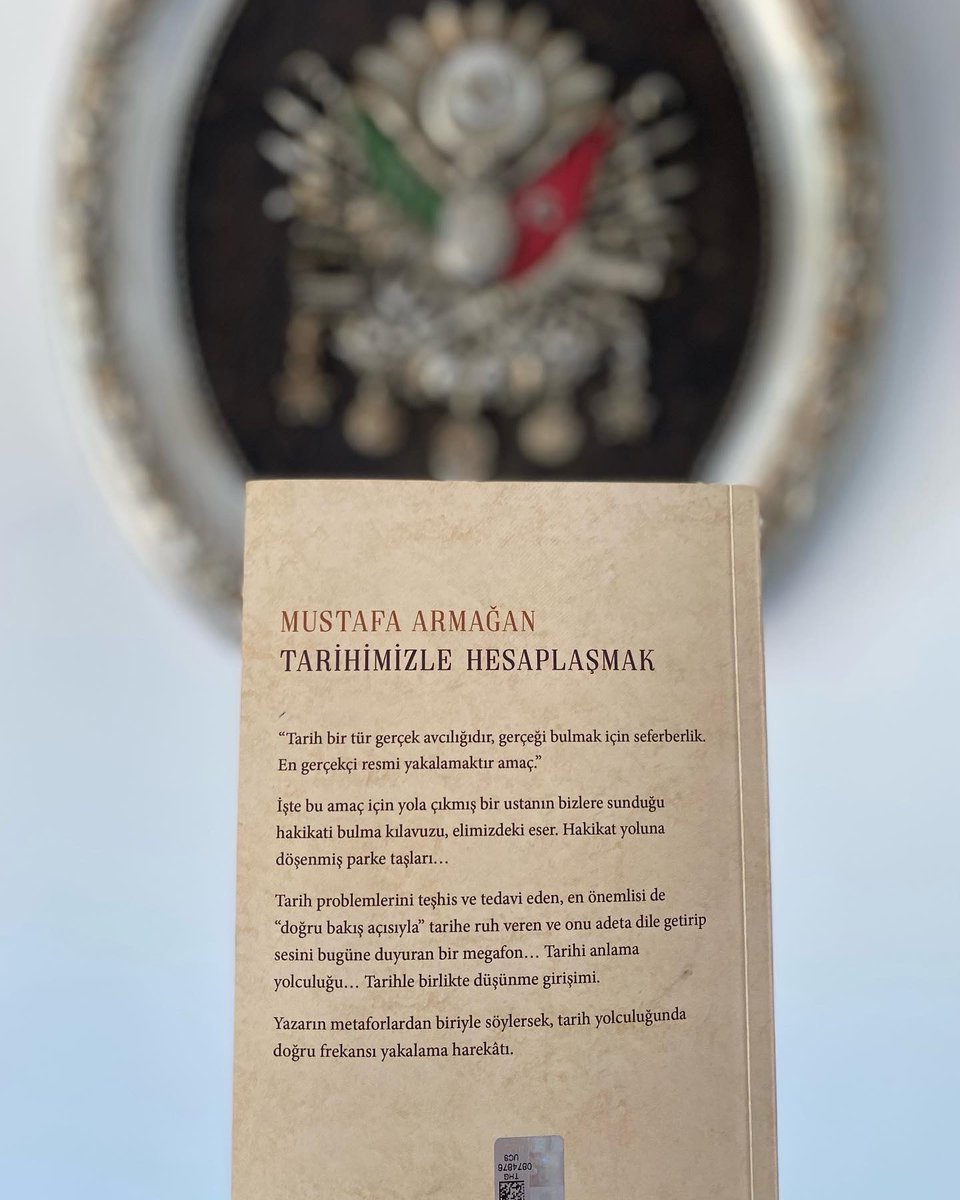 MUSTAFA ARMAĞAN
TARİHİMİZLE HESAPLAŞMAK
“Tarih bir tür gerçek avcılığıdır, gerçeği bulmak için seferberlik.
En gerçekçi resmi yakalamaktır amaç.”
İşte bu amaç için yola çıkmış bir ustanın bizlere sunduğu
hakikati bulma kılavuzu, elimizdeki eser. Hakikat yoluna
döşenmiş parke taşları…
Tarih problemlerini teşhis ve tedavi eden, en önemlisi de
“doğru bakış açısıyla” tarihe ruh veren ve onu adeta dile getirip
sesini bugüne duyuran bir megafon… Tarihi anlama
yolculuğu… Tarihle birlikte düşünme girişimi.
Yazarın metaforlardan biriyle söylersek, tarih yolculuğunda
doğru frekansı yakalama harekâtı.
THG
0874876
UCS